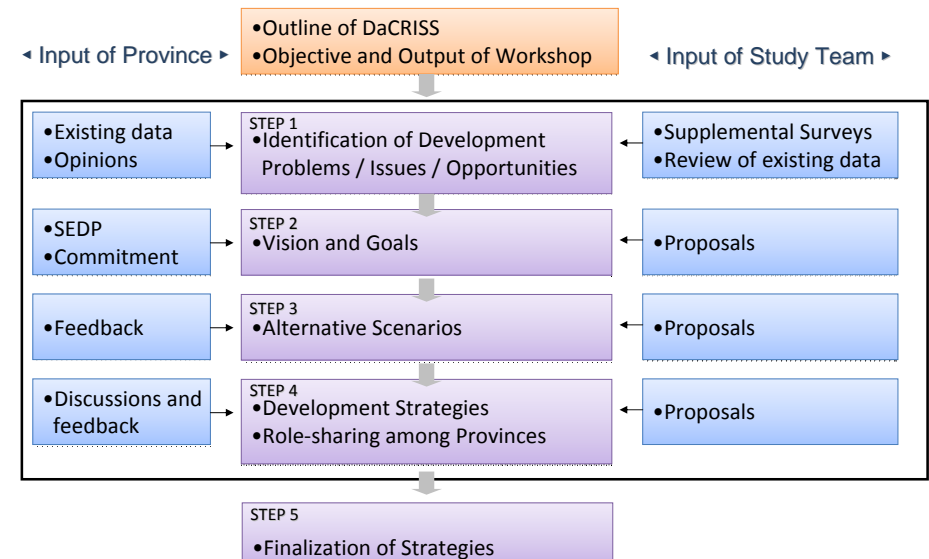 •Outline of DaCRISS
•Objective and Output of Workshop
◂ Input of Province ▸
◂ Input of Study Team ▸
•Existing data
•Opinions
STEP 1
•Identification of Development
Problems / Issues / Opportunities
•Supplemental Surveys
•Review of existing data
•SEDP
•Commitment
STEP 2
•Vision and Goals
•Proposals
•Feedback
STEP 3
•Alternative Scenarios
•Proposals
•Discussions and
feedback
STEP 4
•Development Strategies
•Role-sharing among Provinces
•Proposals
STEP 5
•Finalization of Strategies